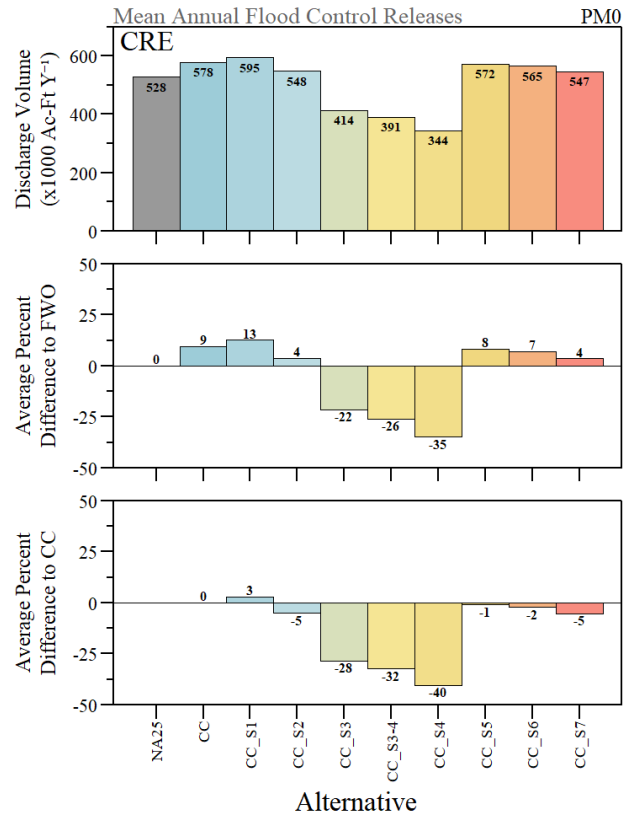 Mean Annual Flood Control Releases PM0
CRE
Discharge Volume
(x1000 Ac-Ft Y⁻¹)
600
400
200
0
528 578 595 548 414 391 344 572 565 547
Average Percent
Difference to FWO
50
25
0
-25
-50
0 9 13 4 -22 -26 -35 8 7 4
Average Percent
Difference to CC
50
25
0
-25
-50
0 3 -5 -28 -32 -40 -1 -2 -5
NA25
CC
CC_S1
CC_S2
CC_S3
CC_S3-4
CC_S4
CC_S5
CC_S6
CC_S7
Alternative